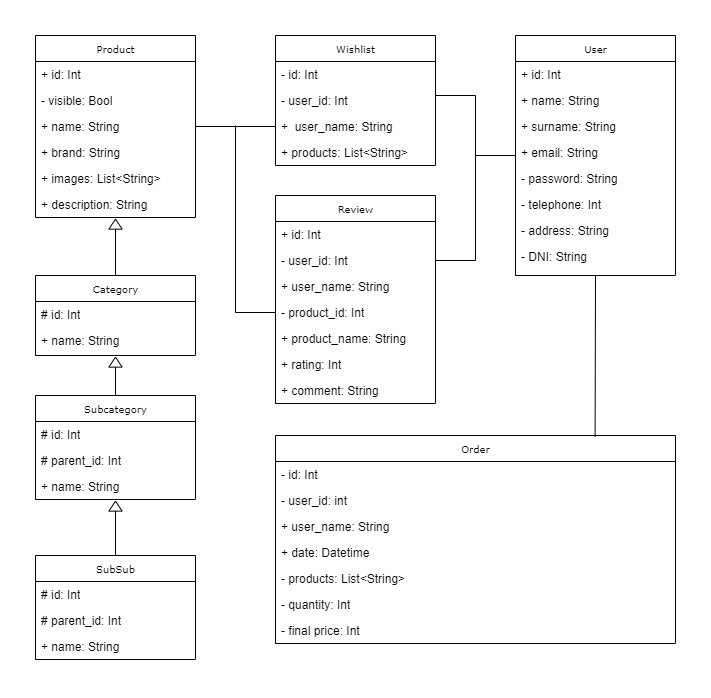 Product
+ id: Int
- visible: Bool
+ name: String
+ brand: String
+ images: List<String>
+ description: String
Category
# id: Int
+ name: String
Subcategory
# id: Int
# parent_id: Int
+ name: String
SubSub
# id: Int
# parent_id: Int
+ name: String
Wishlist
- id: Int
- user_id: Int
+ user_name: String
+ products: List<String>
Review
+ id: Int
- user_id: Int
+ user_name: String
- product_id: Int
+ product_name: String
+ rating: Int
+ comment: String
User
+ id: Int
+ name: String
+ surname: String
+ email: String
- password: String
- telephone: Int
- address: String
- DNI: String
Order
- id: Int
- user_id: int
+ user_name: String
+ date: Datetime
- products: List<String>
- quantity: Int
- final price: Int